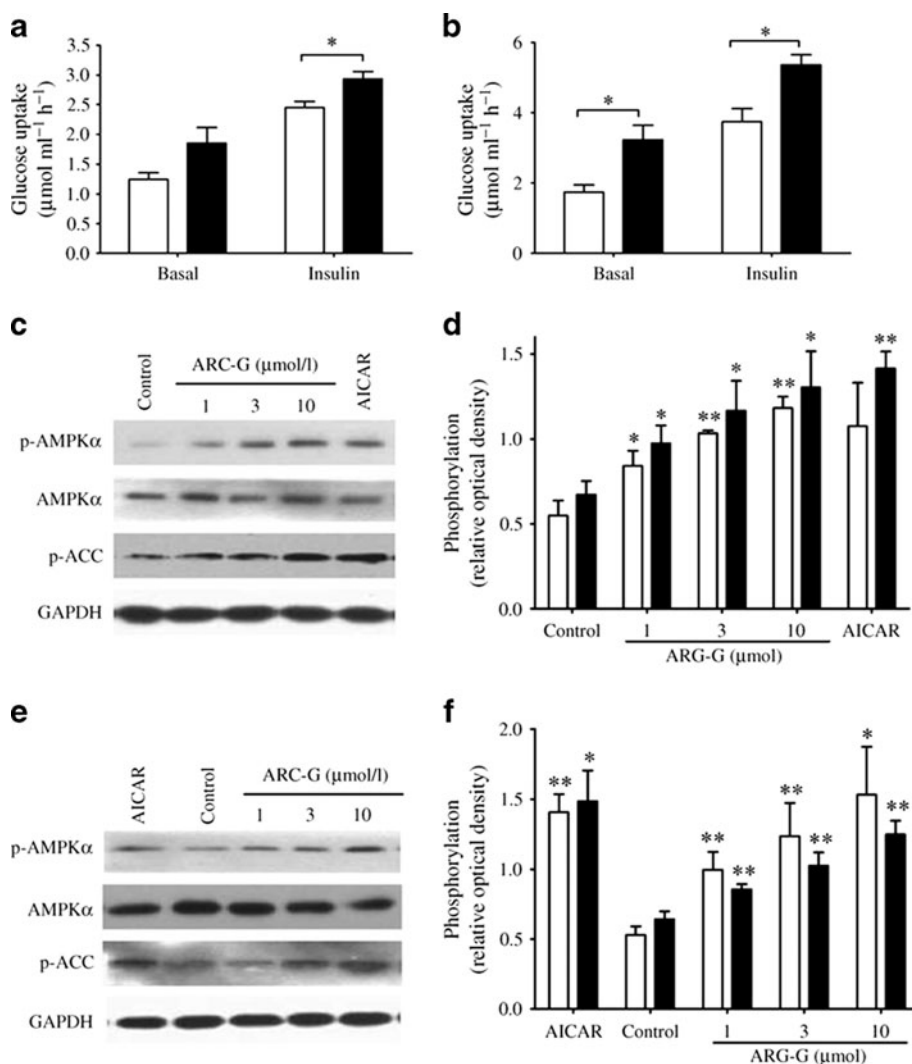 a
Glucose uptake
(µmol ml⁻¹ h⁻¹)
3.5
3.0
2.5
2.0
1.5
1.0
0.5
0.0
*
Basal
Insulin
b
Glucose uptake
(µmol ml⁻¹ h⁻¹)
6
4
2
0
*
*
Basal
Insulin
c
Control
ARC-G (µmol/l)
1 3 10
AICAR
p-AMPKα
AMPKα
p-ACC
GAPDH
d
Phosphorylation
(relative optical density)
1.5
1.0
0.5
0.0
* * ** * ** * **
Control 1 3 10 AICAR
ARG-G (µmol)
e
AICAR
Control
ARC-G (µmol/l)
1 3 10
p-AMPKα
AMPKα
p-ACC
GAPDH
f
Phosphorylation
(relative optical density)
2.0
1.5
1.0
0.5
0.0
** * ** ** ** ** * **
AICAR Control 1 3 10
ARG-G (µmol)